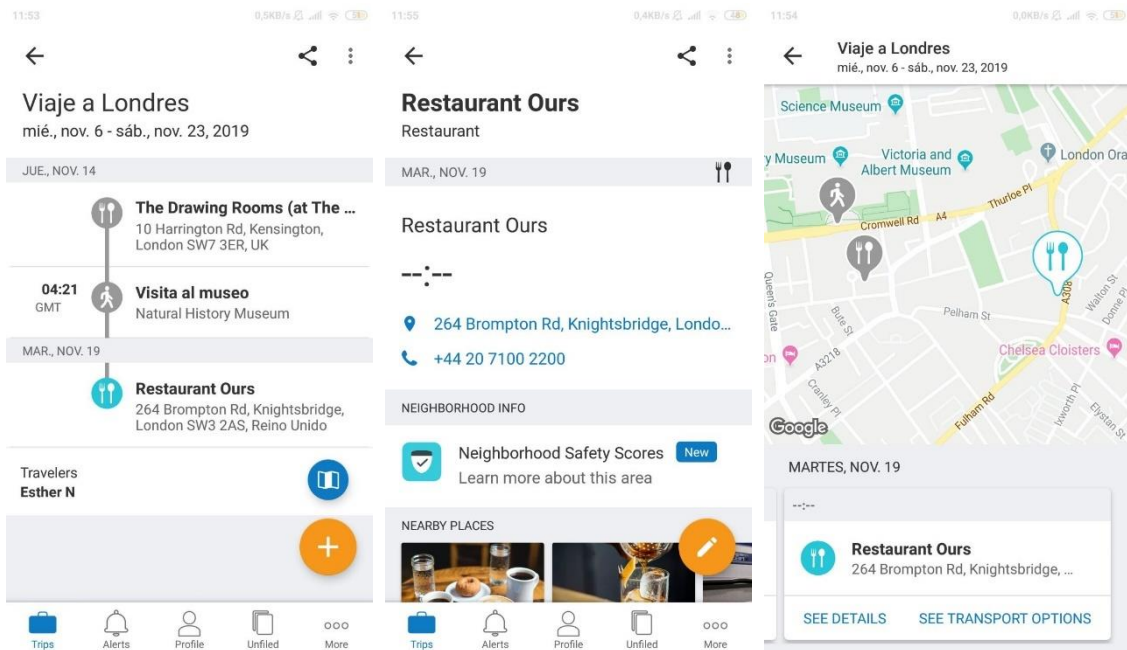 11:53 0,5KB/s
Viaje a Londres
mié., nov. 6 - sáb., nov. 23, 2019
JUE., NOV. 14
The Drawing Rooms (at The ...
10 Harrington Rd, Kensington,
London SW7 3ER, UK
04:21
GMT
Visita al museo
Natural History Museum
MAR., NOV. 19
Restaurant Ours
264 Brompton Rd, Knightsbridge,
London SW3 2AS, Reino Unido
Travelers
Esther N
Trips Alerts Profile Unfiled More
11:55 0,4KB/s
Restaurant Ours
Restaurant
MAR., NOV. 19
Restaurant Ours
--:--
264 Brompton Rd, Knightsbridge, Londo...
+44 20 7100 2200
NEIGHBORHOOD INFO
Neighborhood Safety Scores New
Learn more about this area
NEARBY PLACES
Trips Alerts Profile Unfiled More
11:54 0,0KB/s
Viaje a Londres
mié., nov. 6 - sáb., nov. 23, 2019
Science Museum
y Museum
Victoria and
Albert Museum
London Ora
Thurloe Pl
Cromwell Rd
A4
Queen's Gate
Bute St
Pelham St
A308
Walton St
Donne Pl
on
A3218
Chelsea Cloisters
Cranley Pl
Fulham Rd
Ixworth Pl
Elystan St
Google
MARTES, NOV. 19
--:--
Restaurant Ours
264 Brompton Rd, Knightsbridge, ...
SEE DETAILS SEE TRANSPORT OPTIONS